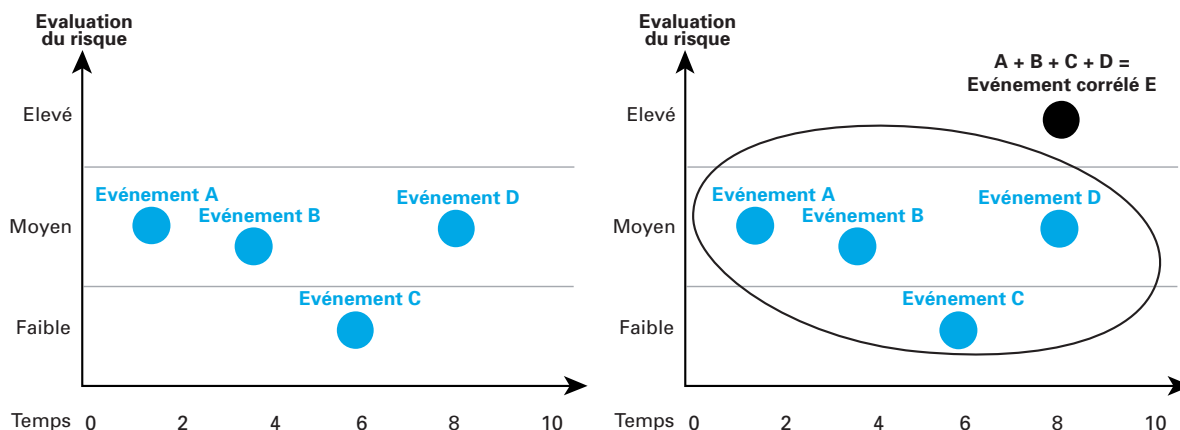 Evaluation
du risque
Elevé
Evénement A
Evénement B
Evénement D
Moyen
Evénement C
Faible
Temps 0 2 4 6 8 10
Evaluation
du risque
A + B + C + D =
Evénement corrélé E
Elevé
Evénement A
Evénement B
Evénement D
Moyen
Evénement C
Faible
Temps 0 2 4 6 8 10